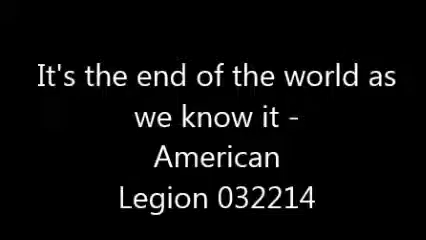 It's the end of the world as
we know it -
American
Legion 032214